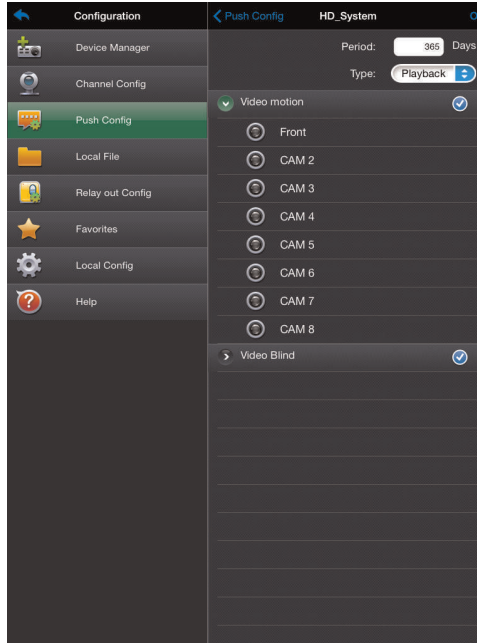 Configuration
Device Manager
Channel Config
Push Config
Local File
Relay out Config
Favorites
Local Config
Help
Push Config HD_System
Period: 365 Days
Type: Playback
Video motion
Front
CAM 2
CAM 3
CAM 4
CAM 5
CAM 6
CAM 7
CAM 8
Video Blind